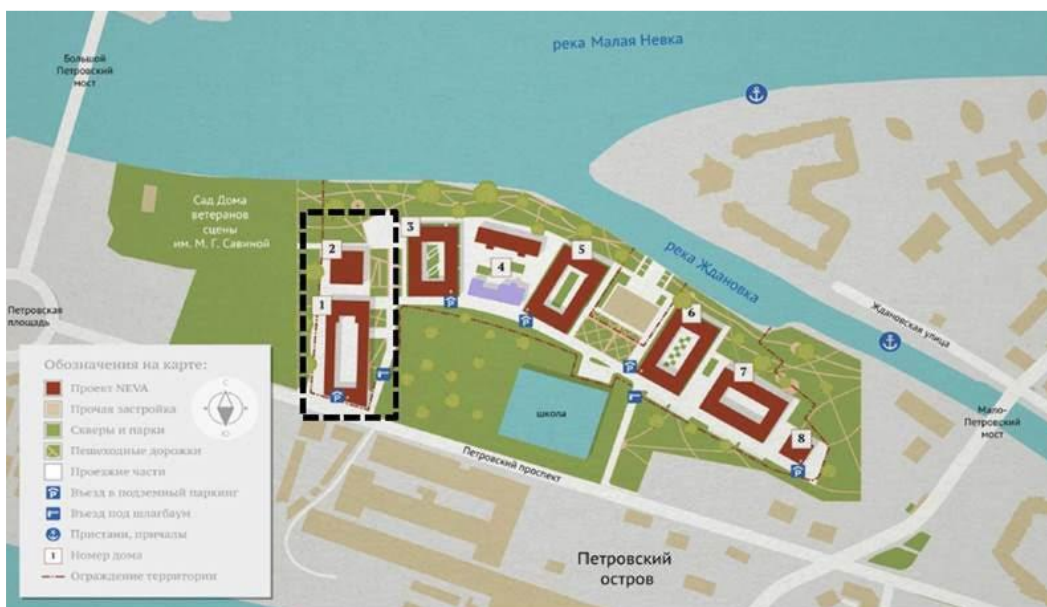 река Малая Невка
Большой
Петровский
мост
Сад Дома
ветеранов
сцены
им. М. Г. Савиной
3
2
4
5
река Ждановка
1
6
Ждановская улица
Петровская
площадь
7
школа
Мало-
Петровский
мост
8
Петровский проспект
Петровский
остров
Обозначения на карте:
Проект NEVA
Прочая застройка
Скверы и парки
Пешеходные дорожки
Проезжие части
Въезд в подземный паркинг
Въезд под шлагбаум
Пристани, причалы
1 Номер дома
Ограждение территории
С
Ю